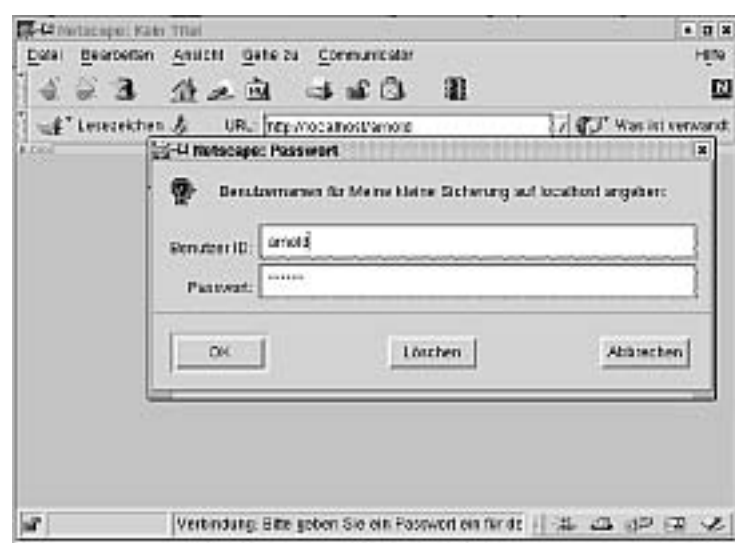 Netscape: Kein Titel
Datei Bearbeiten Ansicht Gehe zu Communicator Hilfe
Lesezeichen URL: http://localhost/arnold Was ist verwandt
Netscape: Passwort
Benutzernamen für Meine kleine Sicherung auf localhost angeben:
Benutzer ID: arnold
Passwort: ******
OK Löschen Abbrechen
Verbindung: Bitte geben Sie ein Passwort ein für de